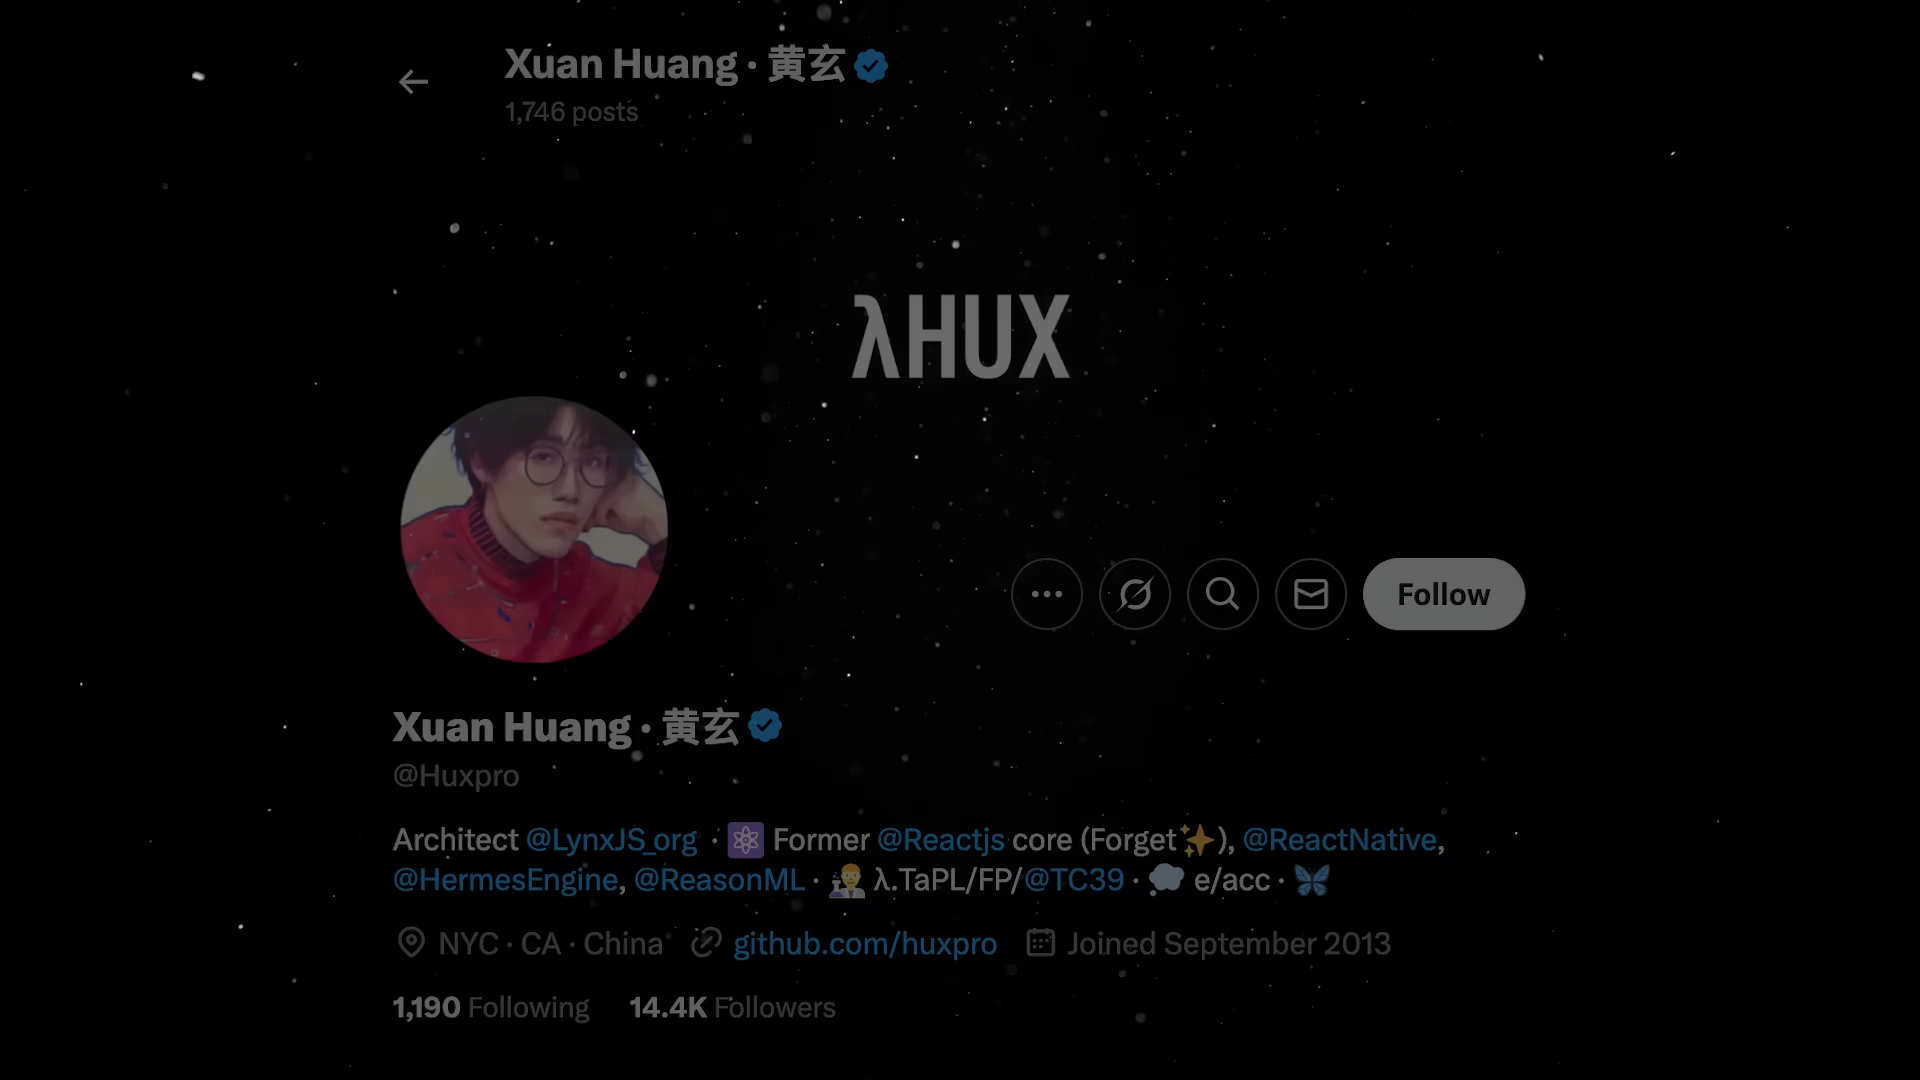 Xuan Huang · 黄玄
1,746 posts
λHUX
Follow
Xuan Huang · 黄玄
@Huxpro
Architect @LynxJS_org · ⚛️ Former @Reactjs core (Forget✨), @ReactNative,
@HermesEngine, @ReasonML · 👨‍🔬 λ.TaPL/FP/@TC39 · 💭 e/acc · 🦋
NYC · CA · China github.com/huxpro Joined September 2013
1,190 Following 14.4K Followers